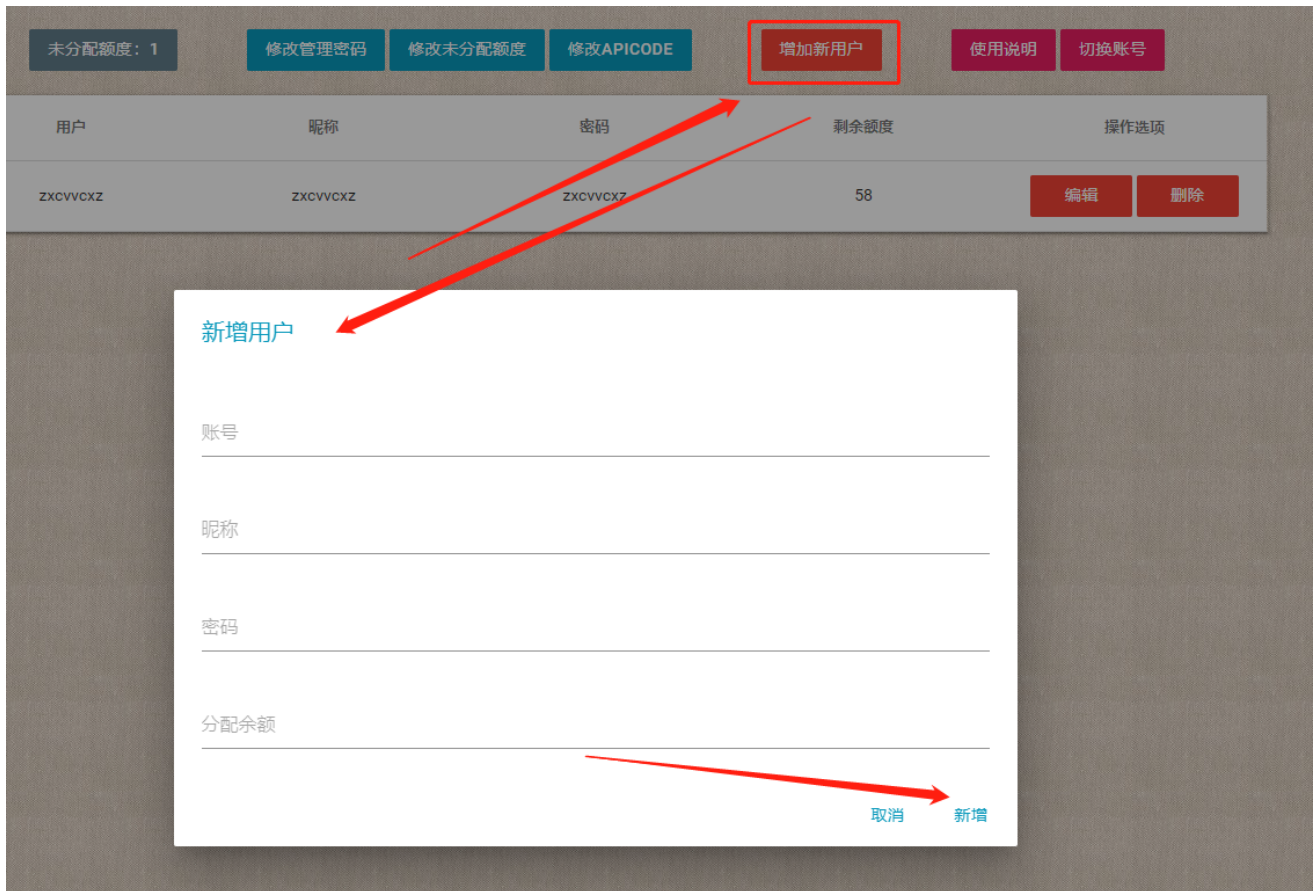 未分配额度：1 修改管理密码 修改未分配额度 修改APICODE 增加新用户 使用说明 切换账号
用户 昵称 密码 剩余额度 操作选项
zxcvvcxz zxcvvcxz zxcvvcxz 58 编辑 删除
新增用户
账号
昵称
密码
分配余额
取消 新增